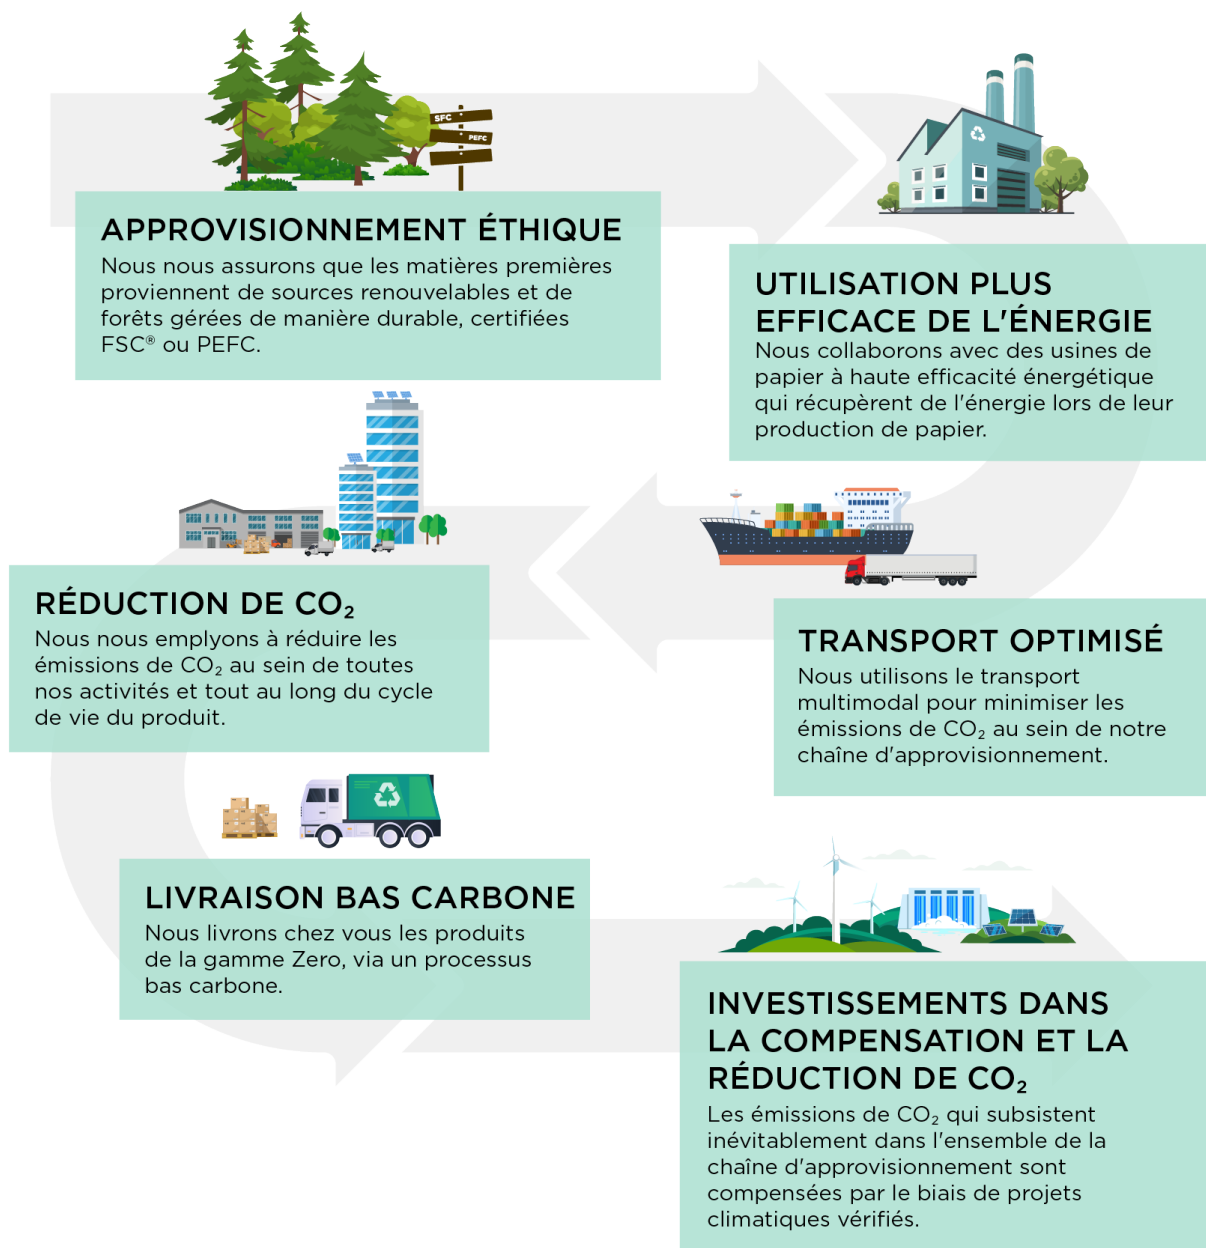 SFC
PEFC
APPROVISIONNEMENT ÉTHIQUE
Nous nous assurons que les matières premières
proviennent de sources renouvelables et de
forêts gérées de manière durable, certifiées
FSC® ou PEFC.
UTILISATION PLUS
EFFICACE DE L'ÉNERGIE
Nous collaborons avec des usines de
papier à haute efficacité énergétique
qui récupèrent de l'énergie lors de leur
production de papier.
TRANSPORT OPTIMISÉ
Nous utilisons le transport
multimodal pour minimiser les
émissions de CO₂ au sein de notre
chaîne d'approvisionnement.
RÉDUCTION DE CO₂
Nous nous emplyons à réduire les
émissions de CO₂ au sein de toutes
nos activités et tout au long du cycle
de vie du produit.
LIVRAISON BAS CARBONE
Nous livrons chez vous les produits
de la gamme Zero, via un processus
bas carbone.
INVESTISSEMENTS DANS
LA COMPENSATION ET LA
RÉDUCTION DE CO₂
Les émissions de CO₂ qui subsistent
inévitablement dans l'ensemble de la
chaîne d'approvisionnement sont
compensées par le biais de projets
climatiques vérifiés.